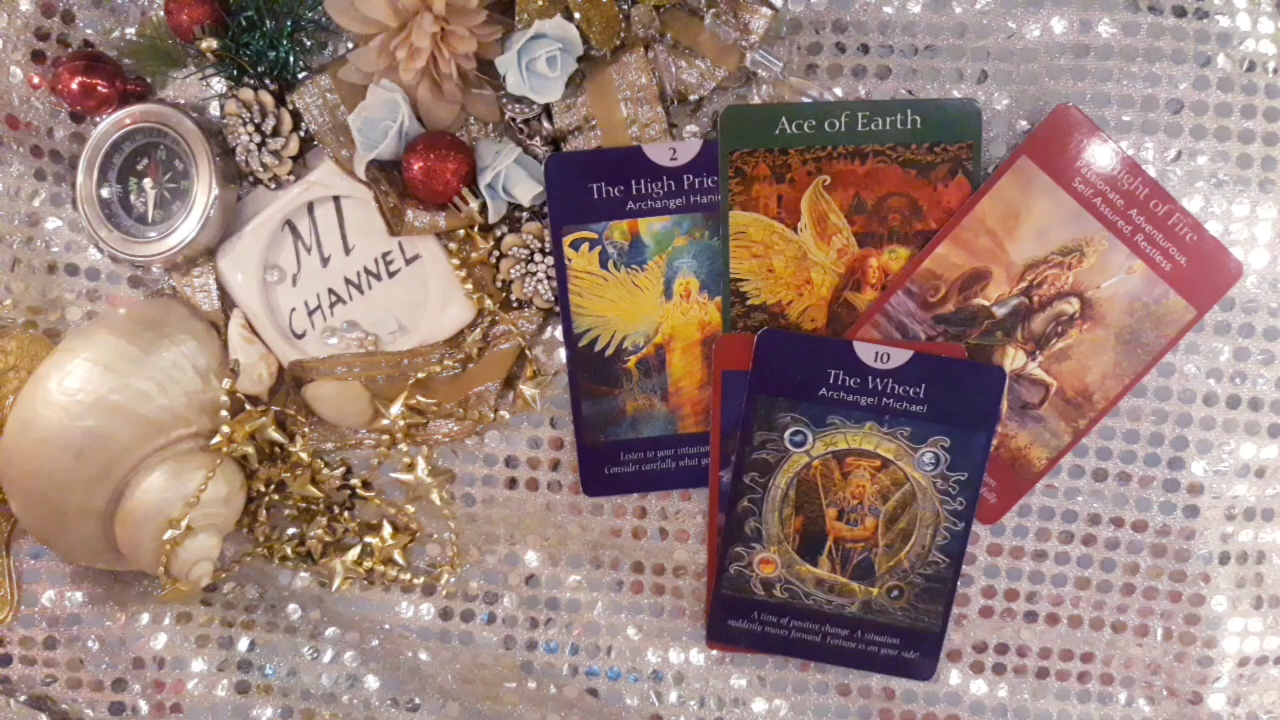 MI
CHANNEL
2
The High Prie
Archangel Hanie
Listen to your intuition
Consider carefully what yo
Ace of Earth
ight of Fire
Passionate, Adventurous,
Self-Assured, Restless
10
The Wheel
Archangel Michael
A time of positive change. A situation
suddenly moves forward. Fortune is on your side!